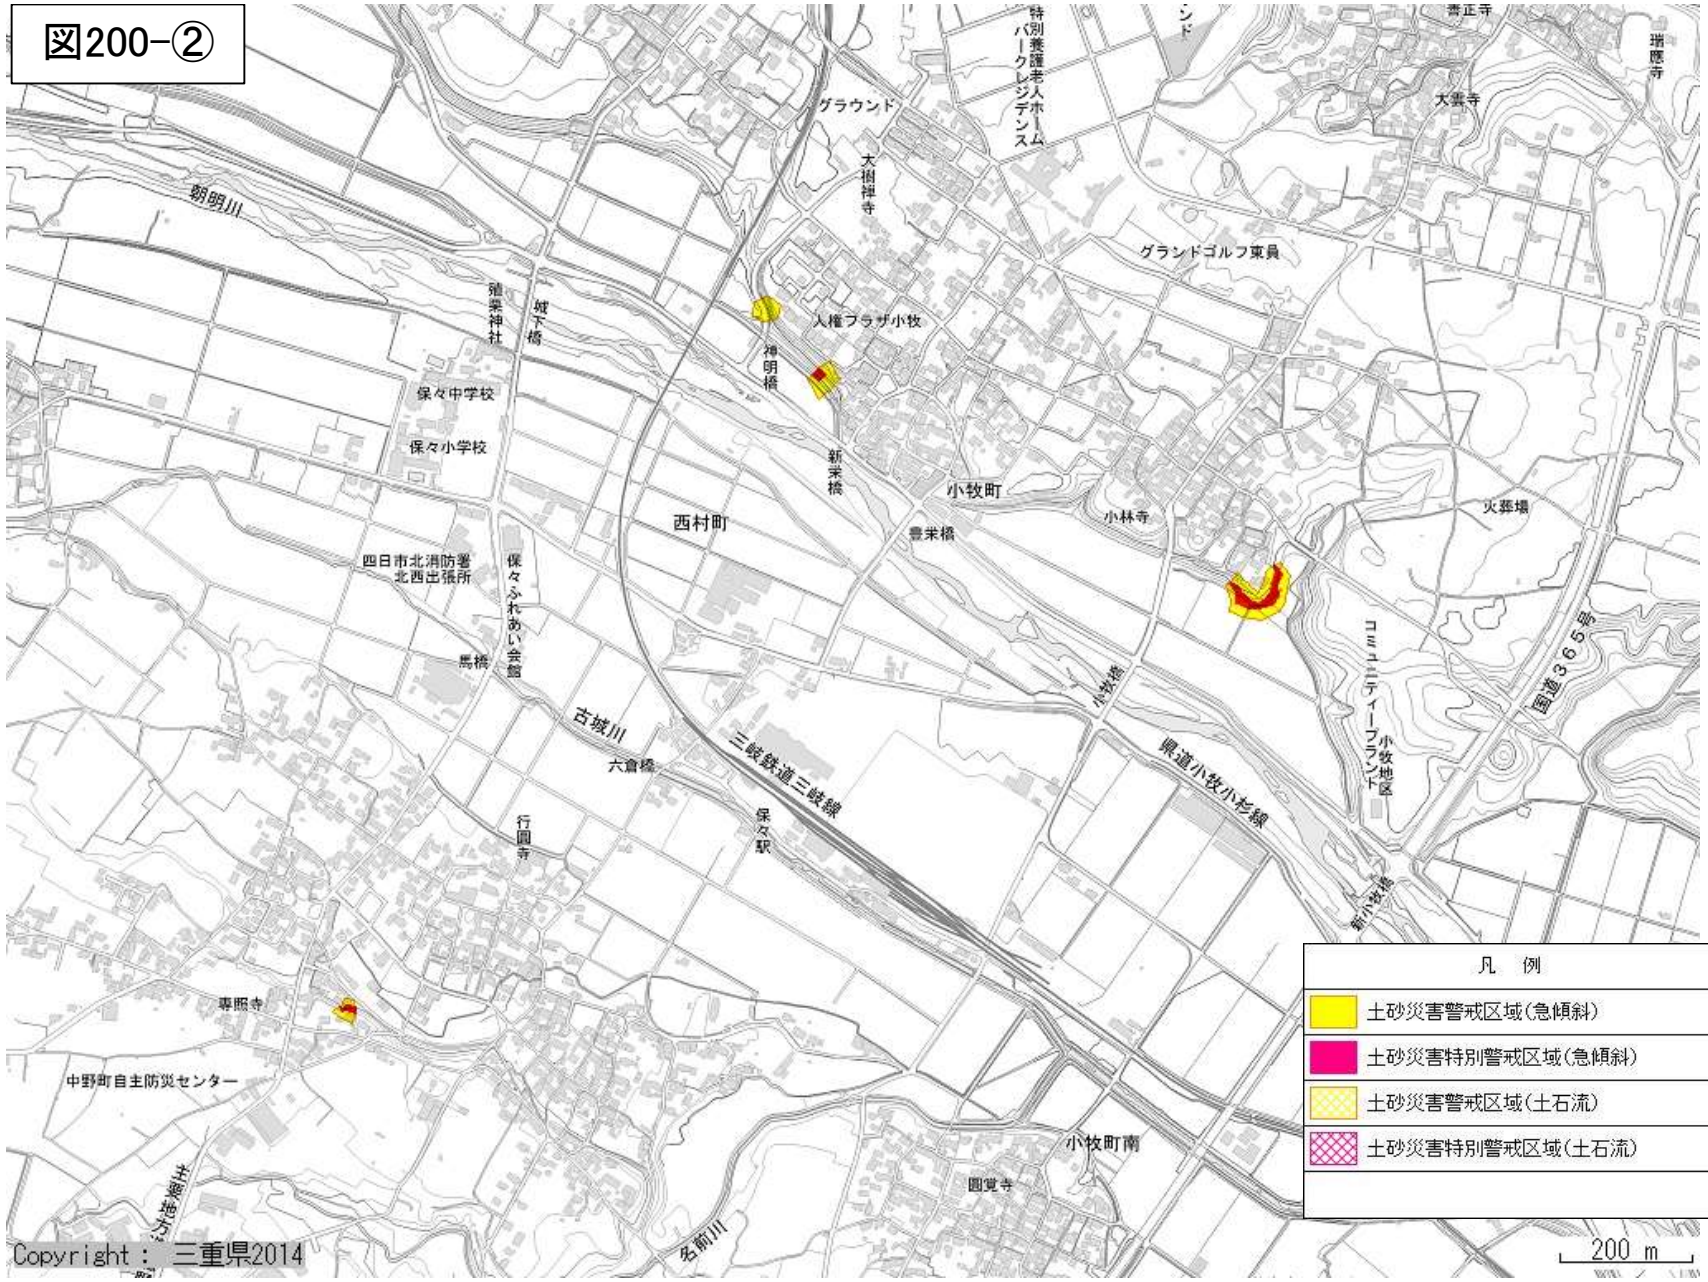 図200-②
特別養護老人ホーム
パークレジデンス
ンド
善正寺
瑞應寺
大雲寺
グラウンド
大樹禅寺
朝明川
グランドゴルフ東員
殖栗神社
城下橋
人権プラザ小牧
神明橋
保々中学校
保々小学校
新栄橋
小牧町
小林寺
火葬場
西村町
豊栄橋
四日市北消防署
北西出張所
保々ふれあい会館
馬橋
コミュニティープラント
小牧地区
国道365号
小牧橋
古城川
六倉橋
三岐鉄道三岐線
県道小牧小杉線
保々駅
行圓寺
新小牧橋
専照寺
中野町自主防災センター
小牧町南
圓覚寺
主要地方
名前川
凡 例
土砂災害警戒区域(急傾斜)
土砂災害特別警戒区域(急傾斜)
土砂災害警戒区域(土石流)
土砂災害特別警戒区域(土石流)
Copyright : 三重県2014
200 m